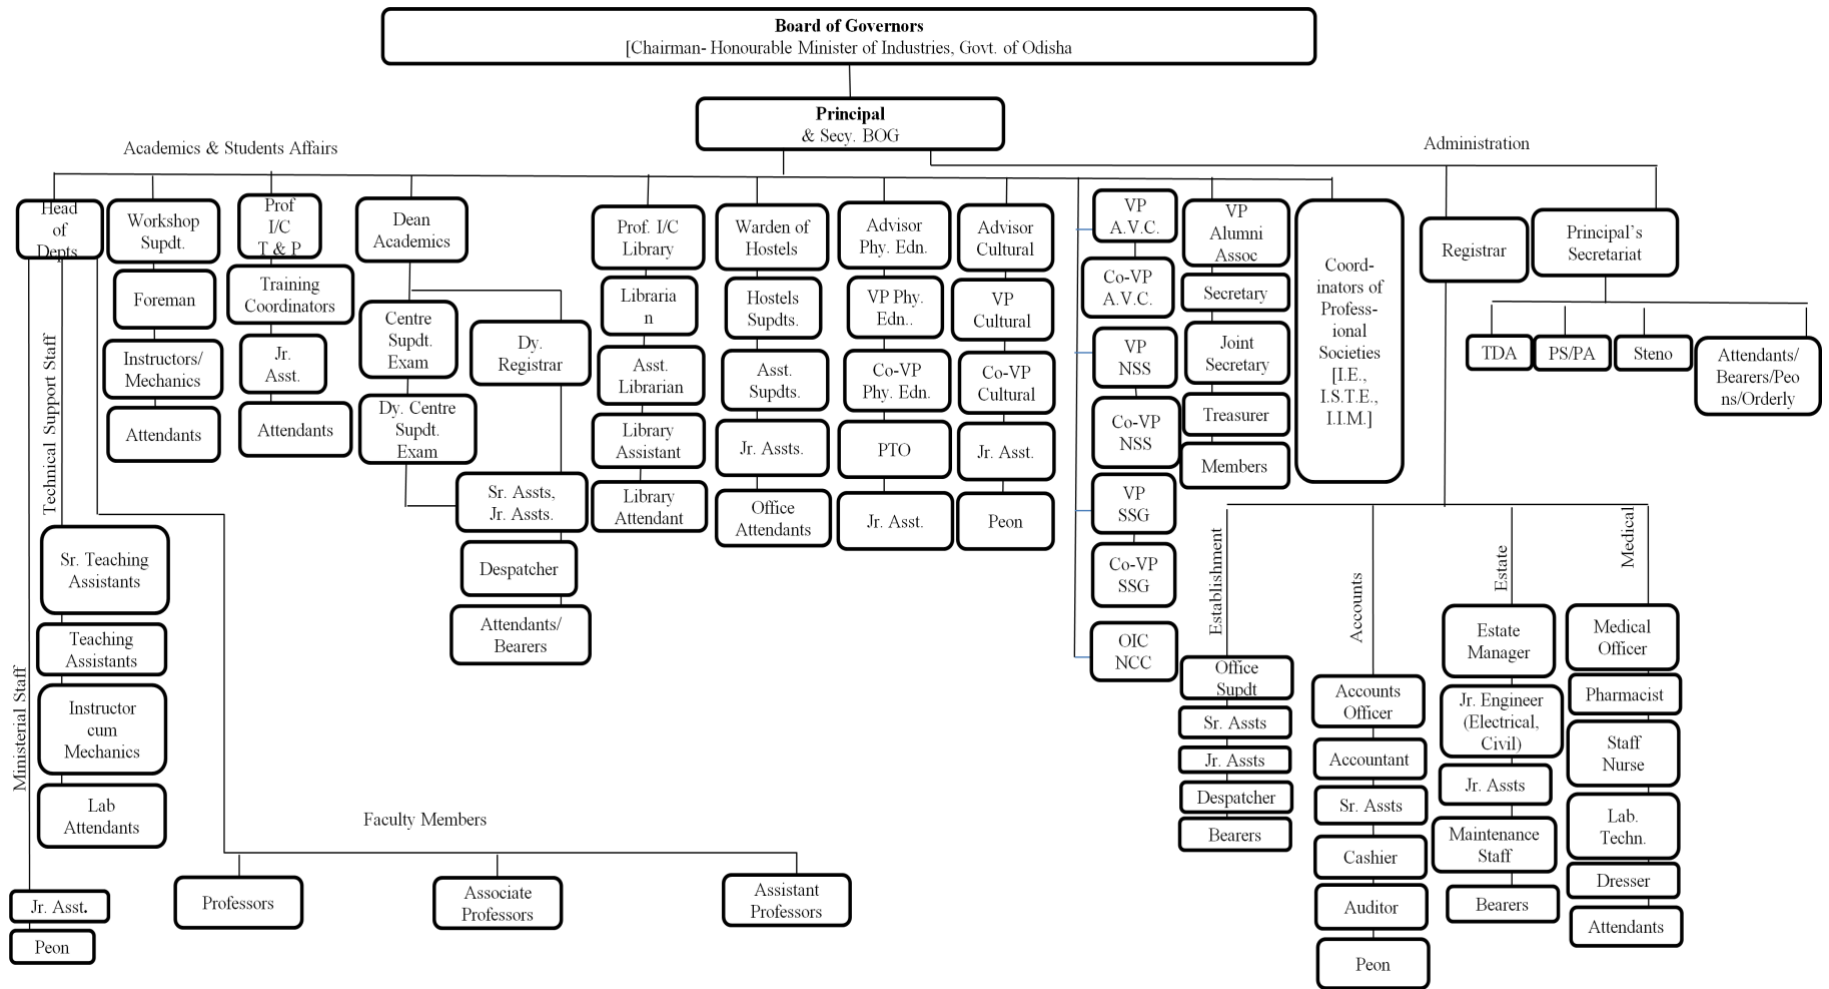 Board of Governors
[Chairman- Honourable Minister of Industries, Govt. of Odisha
Principal
& Secy. BOG
Academics & Students Affairs
Administration
Head
of
Depts
Technical Support Staff
Ministerial Staff
Sr. Teaching
Assistants
Teaching
Assistants
Instructor
cum
Mechanics
Lab
Attendants
Jr. Asst.
Peon
Faculty Members
Professors
Associate
Professors
Assistant
Professors
Workshop
Supdt.
Foreman
Instructors/
Mechanics
Attendants
Prof
I/C
T & P
Training
Coordinators
Jr.
Asst.
Attendants
Dean
Academics
Centre
Supdt.
Exam
Dy. Centre
Supdt.
Exam
Dy.
Registrar
Sr. Assts,
Jr. Assts.
Despatcher
Attendants/
Bearers
Prof. I/C
Library
Libraria
n
Asst.
Librarian
Library
Assistant
Library
Attendant
Warden of
Hostels
Hostels
Supdts.
Asst.
Supdts.
Jr. Assts.
Office
Attendants
Advisor
Phy. Edn.
VP Phy.
Edn..
Co-VP
Phy. Edn.
PTO
Jr. Asst.
Advisor
Cultural
VP
Cultural
Co-VP
Cultural
Jr. Asst.
Peon
VP
A.V.C.
Co-VP
A.V.C.
VP
NSS
Co-VP
NSS
VP
SSG
Co-VP
SSG
OIC
NCC
VP
Alumni
Assoc
Secretary
Joint
Secretary
Treasurer
Members
Coord-
inators of
Profess-
ional
Societies
[I.E.,
I.S.T.E.,
I.I.M.]
Registrar
Principal’s
Secretariat
TDA
PS/PA
Steno
Attendants/
Bearers/Peo
ns/Orderly
Establishment
Office
Supdt
Sr. Assts
Jr. Assts
Despatcher
Bearers
Accounts
Accounts
Officer
Accountant
Sr. Assts
Cashier
Auditor
Peon
Estate
Estate
Manager
Jr. Engineer
(Electrical,
Civil)
Jr. Assts
Maintenance
Staff
Bearers
Medical
Medical
Officer
Pharmacist
Staff
Nurse
Lab.
Techn.
Dresser
Attendants